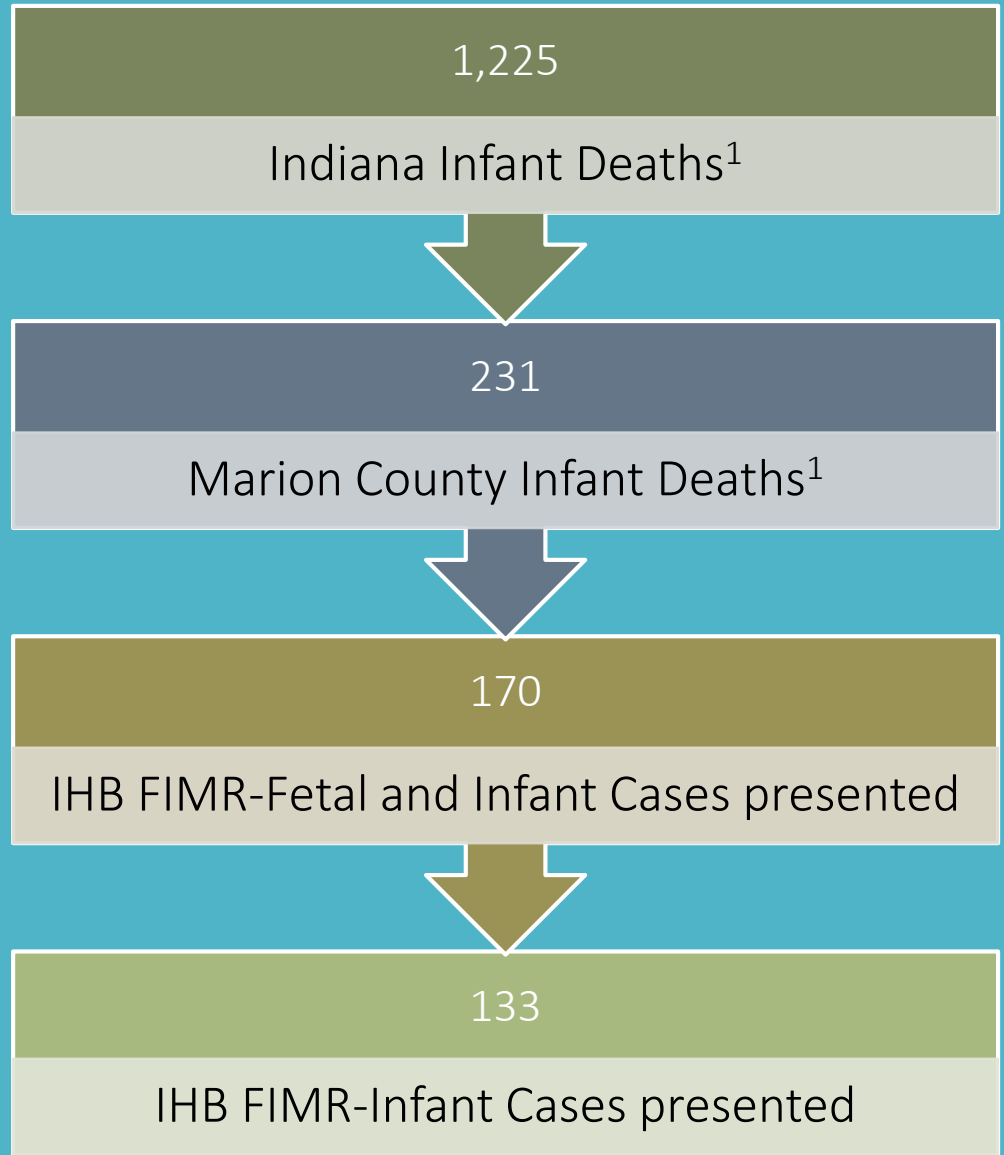 1,225
Indiana Infant Deaths¹
231
Marion County Infant Deaths¹
170
IHB FIMR-Fetal and Infant Cases presented
133
IHB FIMR-Infant Cases presented